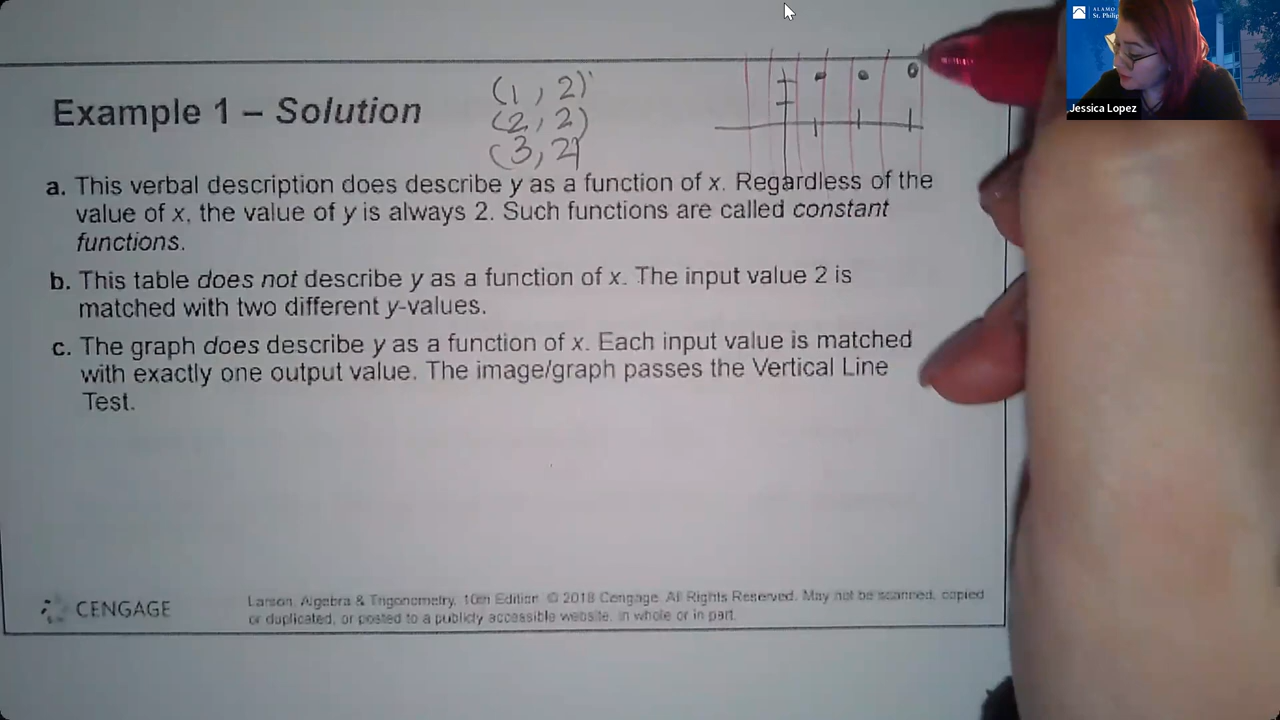 ALAMO
St. Philip
Jessica Lopez
(1, 2)
(2, 2)
(3, 2)
Example 1 – Solution
a. This verbal description does describe y as a function of x. Regardless of the
value of x, the value of y is always 2. Such functions are called constant
functions.
b. This table does not describe y as a function of x. The input value 2 is
matched with two different y-values.
c. The graph does describe y as a function of x. Each input value is matched
with exactly one output value. The image/graph passes the Vertical Line
Test.
CENGAGE
Larson, Algebra & Trigonometry, 10th Edition. © 2018 Cengage. All Rights Reserved. May not be scanned, copied
or duplicated, or posted to a publicly accessible website, in whole or in part.